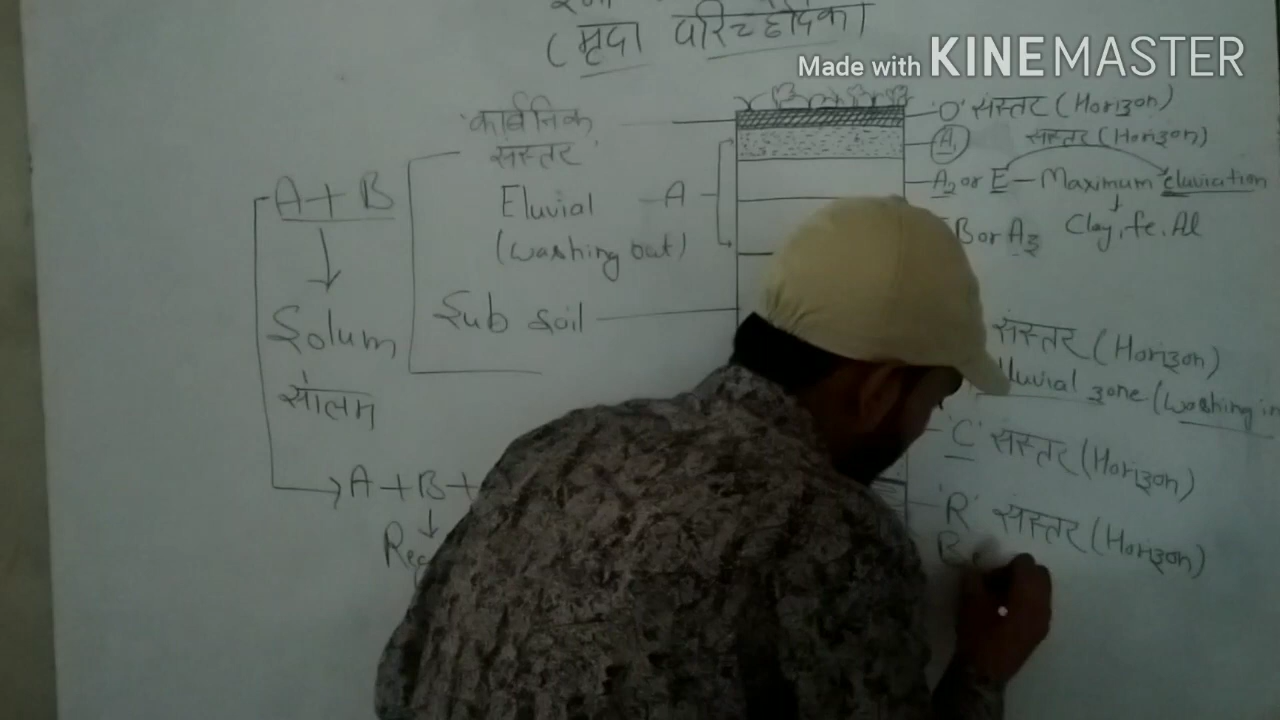 (मृदा परिच्छेदिका)
Made with KINEMASTER
'कार्बनिक
सस्तर'
'O' संस्तर (Horizon)
A₁ संस्तर (Horizon)
A + B
Eluvial A
(washing out)
A₂ or E – Maximum eluviation
B or A₃ Clay, fe. Al
Solum
सोलम
Sub Soil
संस्तर (Horizon)
zone (washing in
'C' संस्तर (Horizon)
A + B +
'R' संस्तर (Horizon)